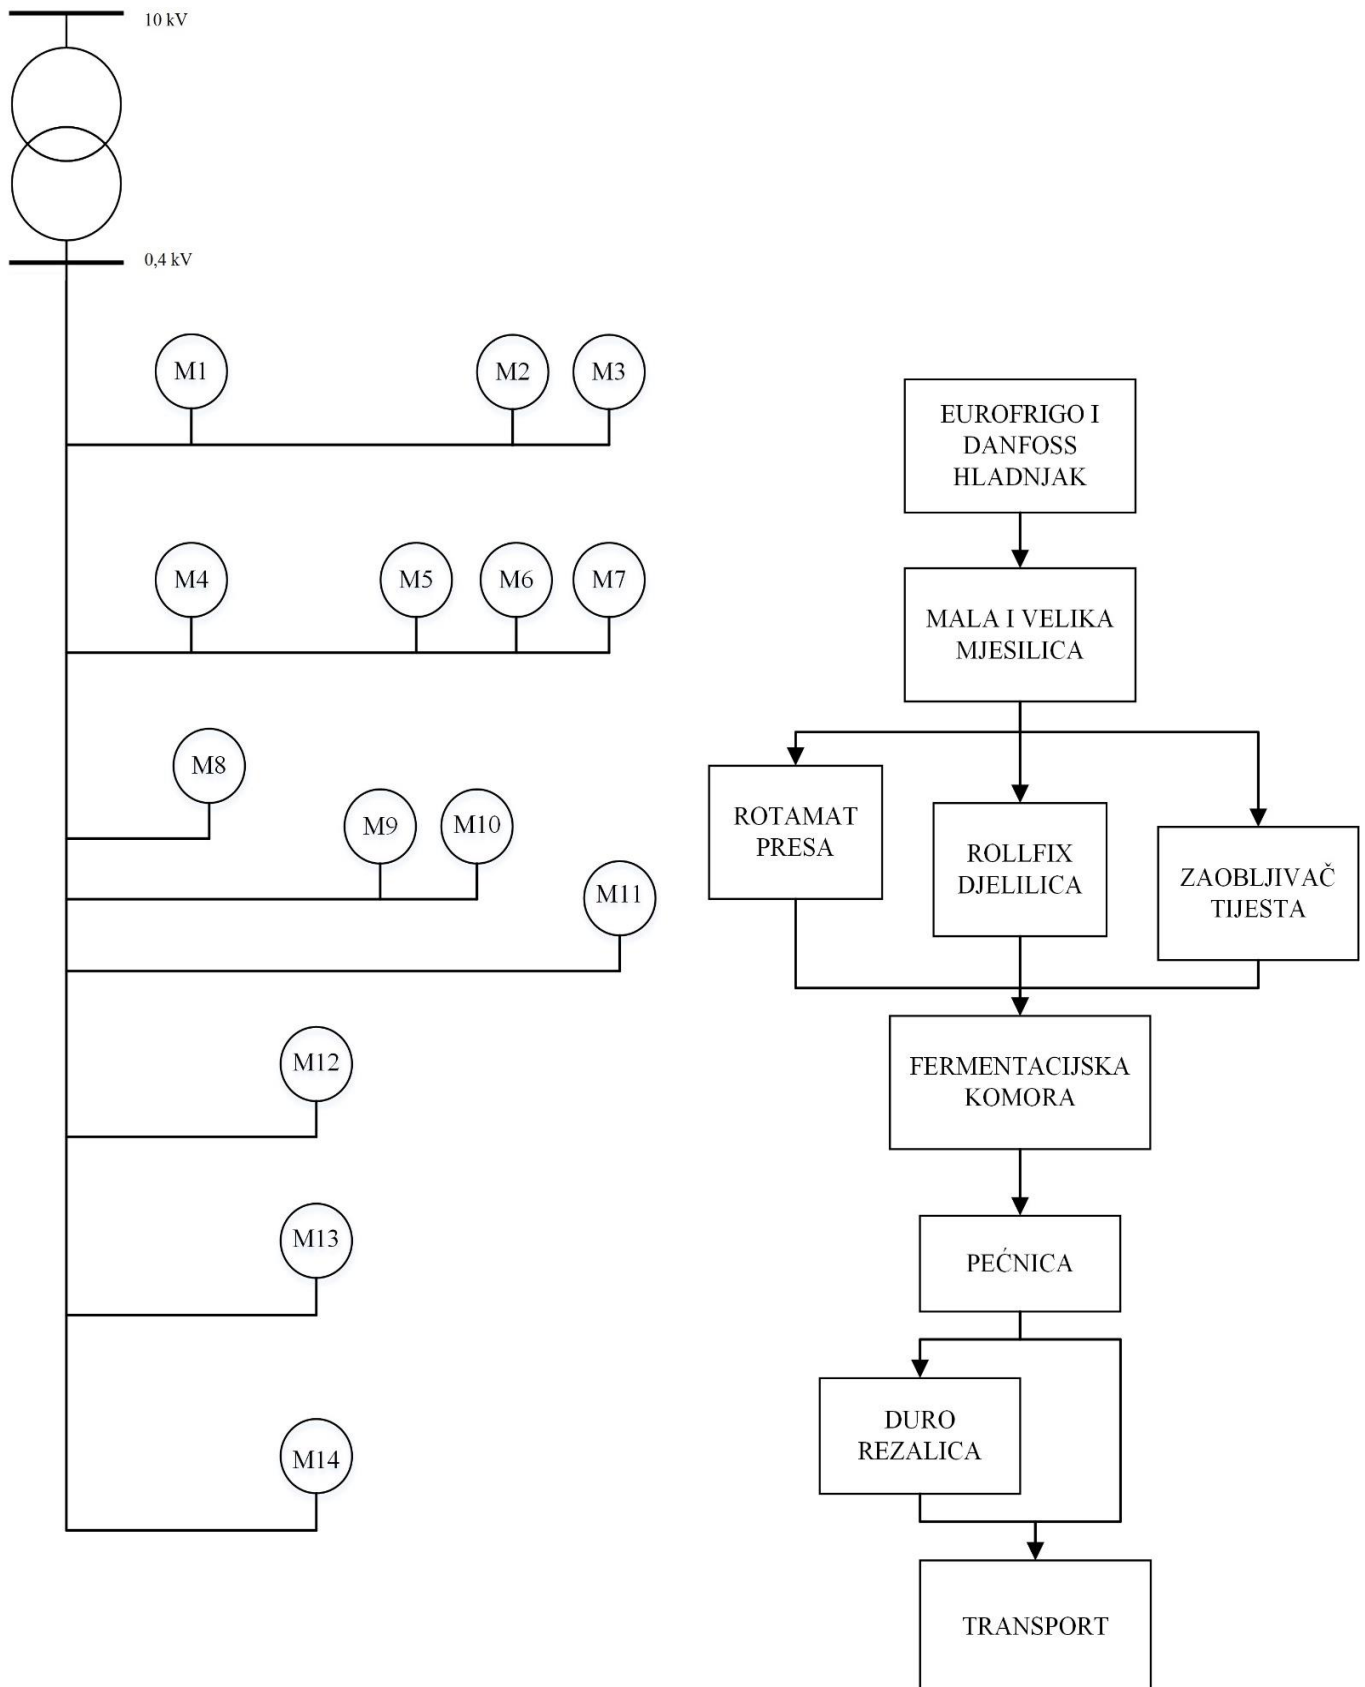 10 kV
0,4 kV
M1
M2
M3
M4
M5
M6
M7
M8
M9
M10
M11
M12
M13
M14
EUROFRIGO I
DANFOSS
HLADNJAK
MALA I VELIKA
MJESILICA
ROTAMAT
PRESA
ROLLFIX
DJELILICA
ZAOBLJIVAČ
TIJESTA
FERMENTACIJSKA
KOMORA
PEĆNICA
DURO
REZALICA
TRANSPORT